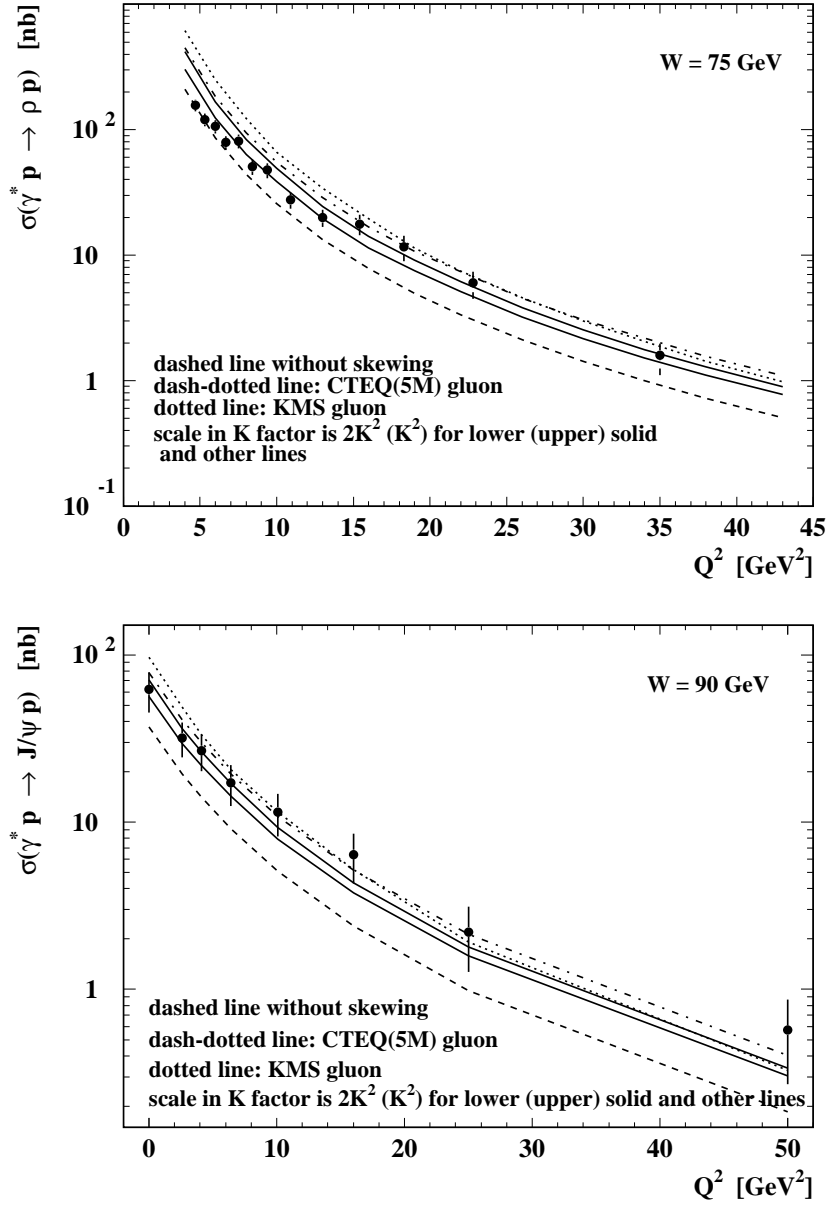 σ(γ* p → ρ p) [nb]
W = 75 GeV
10²
10
1
10⁻¹
dashed line without skewing
dash-dotted line: CTEQ(5M) gluon
dotted line: KMS gluon
scale in K factor is 2K² (K²) for lower (upper) solid
and other lines
0 5 10 15 20 25 30 35 40 45
Q² [GeV²]
σ(γ* p → J/ψ p) [nb]
W = 90 GeV
10²
10
1
dashed line without skewing
dash-dotted line: CTEQ(5M) gluon
dotted line: KMS gluon
scale in K factor is 2K² (K²) for lower (upper) solid and other lines
0 10 20 30 40 50
Q² [GeV²]